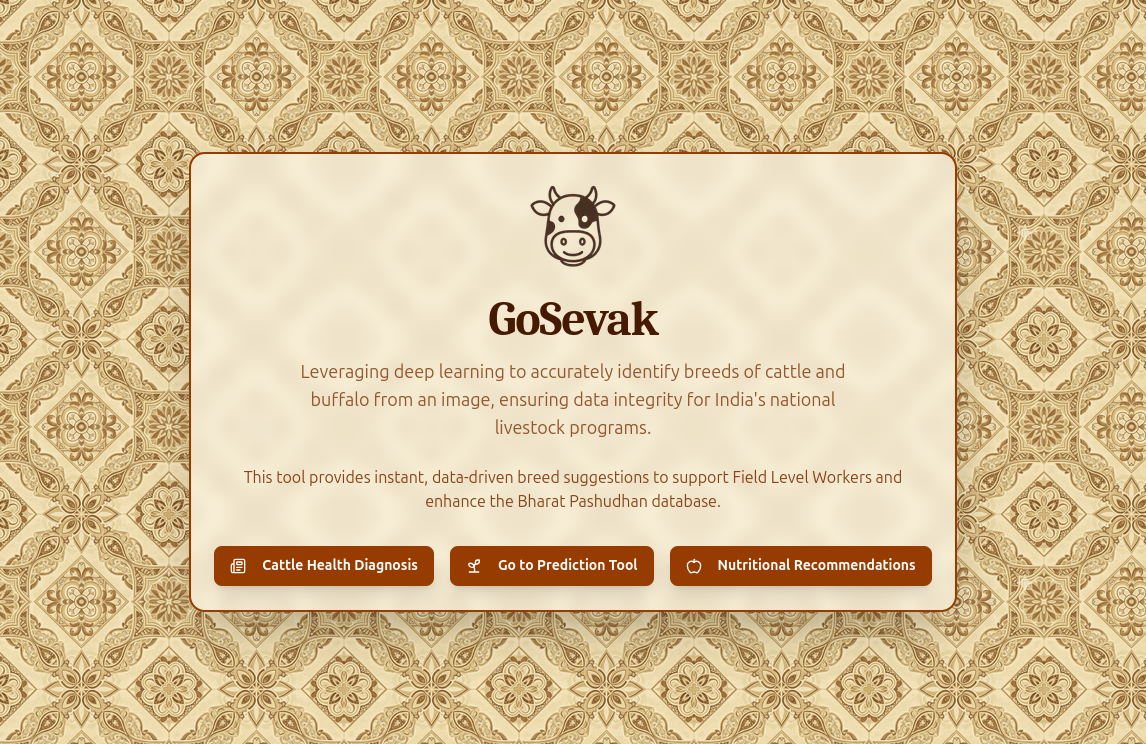 GoSevak
Leveraging deep learning to accurately identify breeds of cattle and
buffalo from an image, ensuring data integrity for India's national
livestock programs.
This tool provides instant, data-driven breed suggestions to support Field Level Workers and
enhance the Bharat Pashudhan database.
Cattle Health Diagnosis
Go to Prediction Tool
Nutritional Recommendations